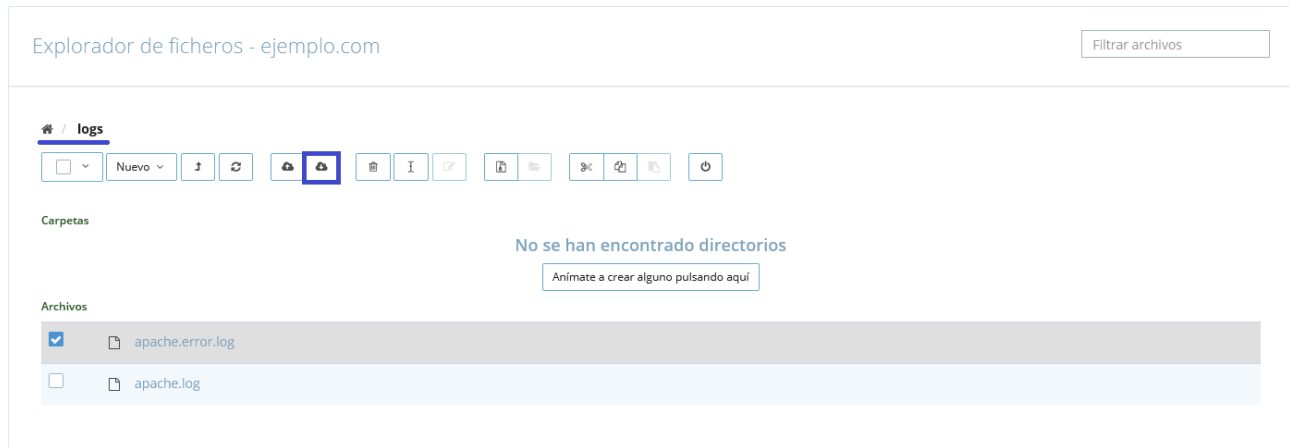 Explorador de ficheros - ejemplo.com
Filtrar archivos
/ logs
Nuevo
Carpetas
No se han encontrado directorios
Anímate a crear alguno pulsando aquí
Archivos
apache.error.log
apache.log